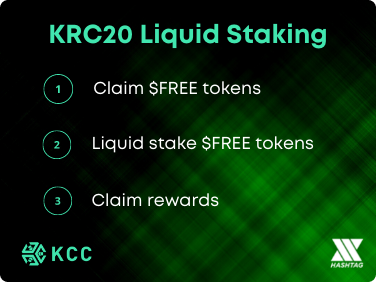 KRC20 Liquid Staking
1 Claim $FREE tokens
2 Liquid stake $FREE tokens
3 Claim rewards
KCC
HASHTAG